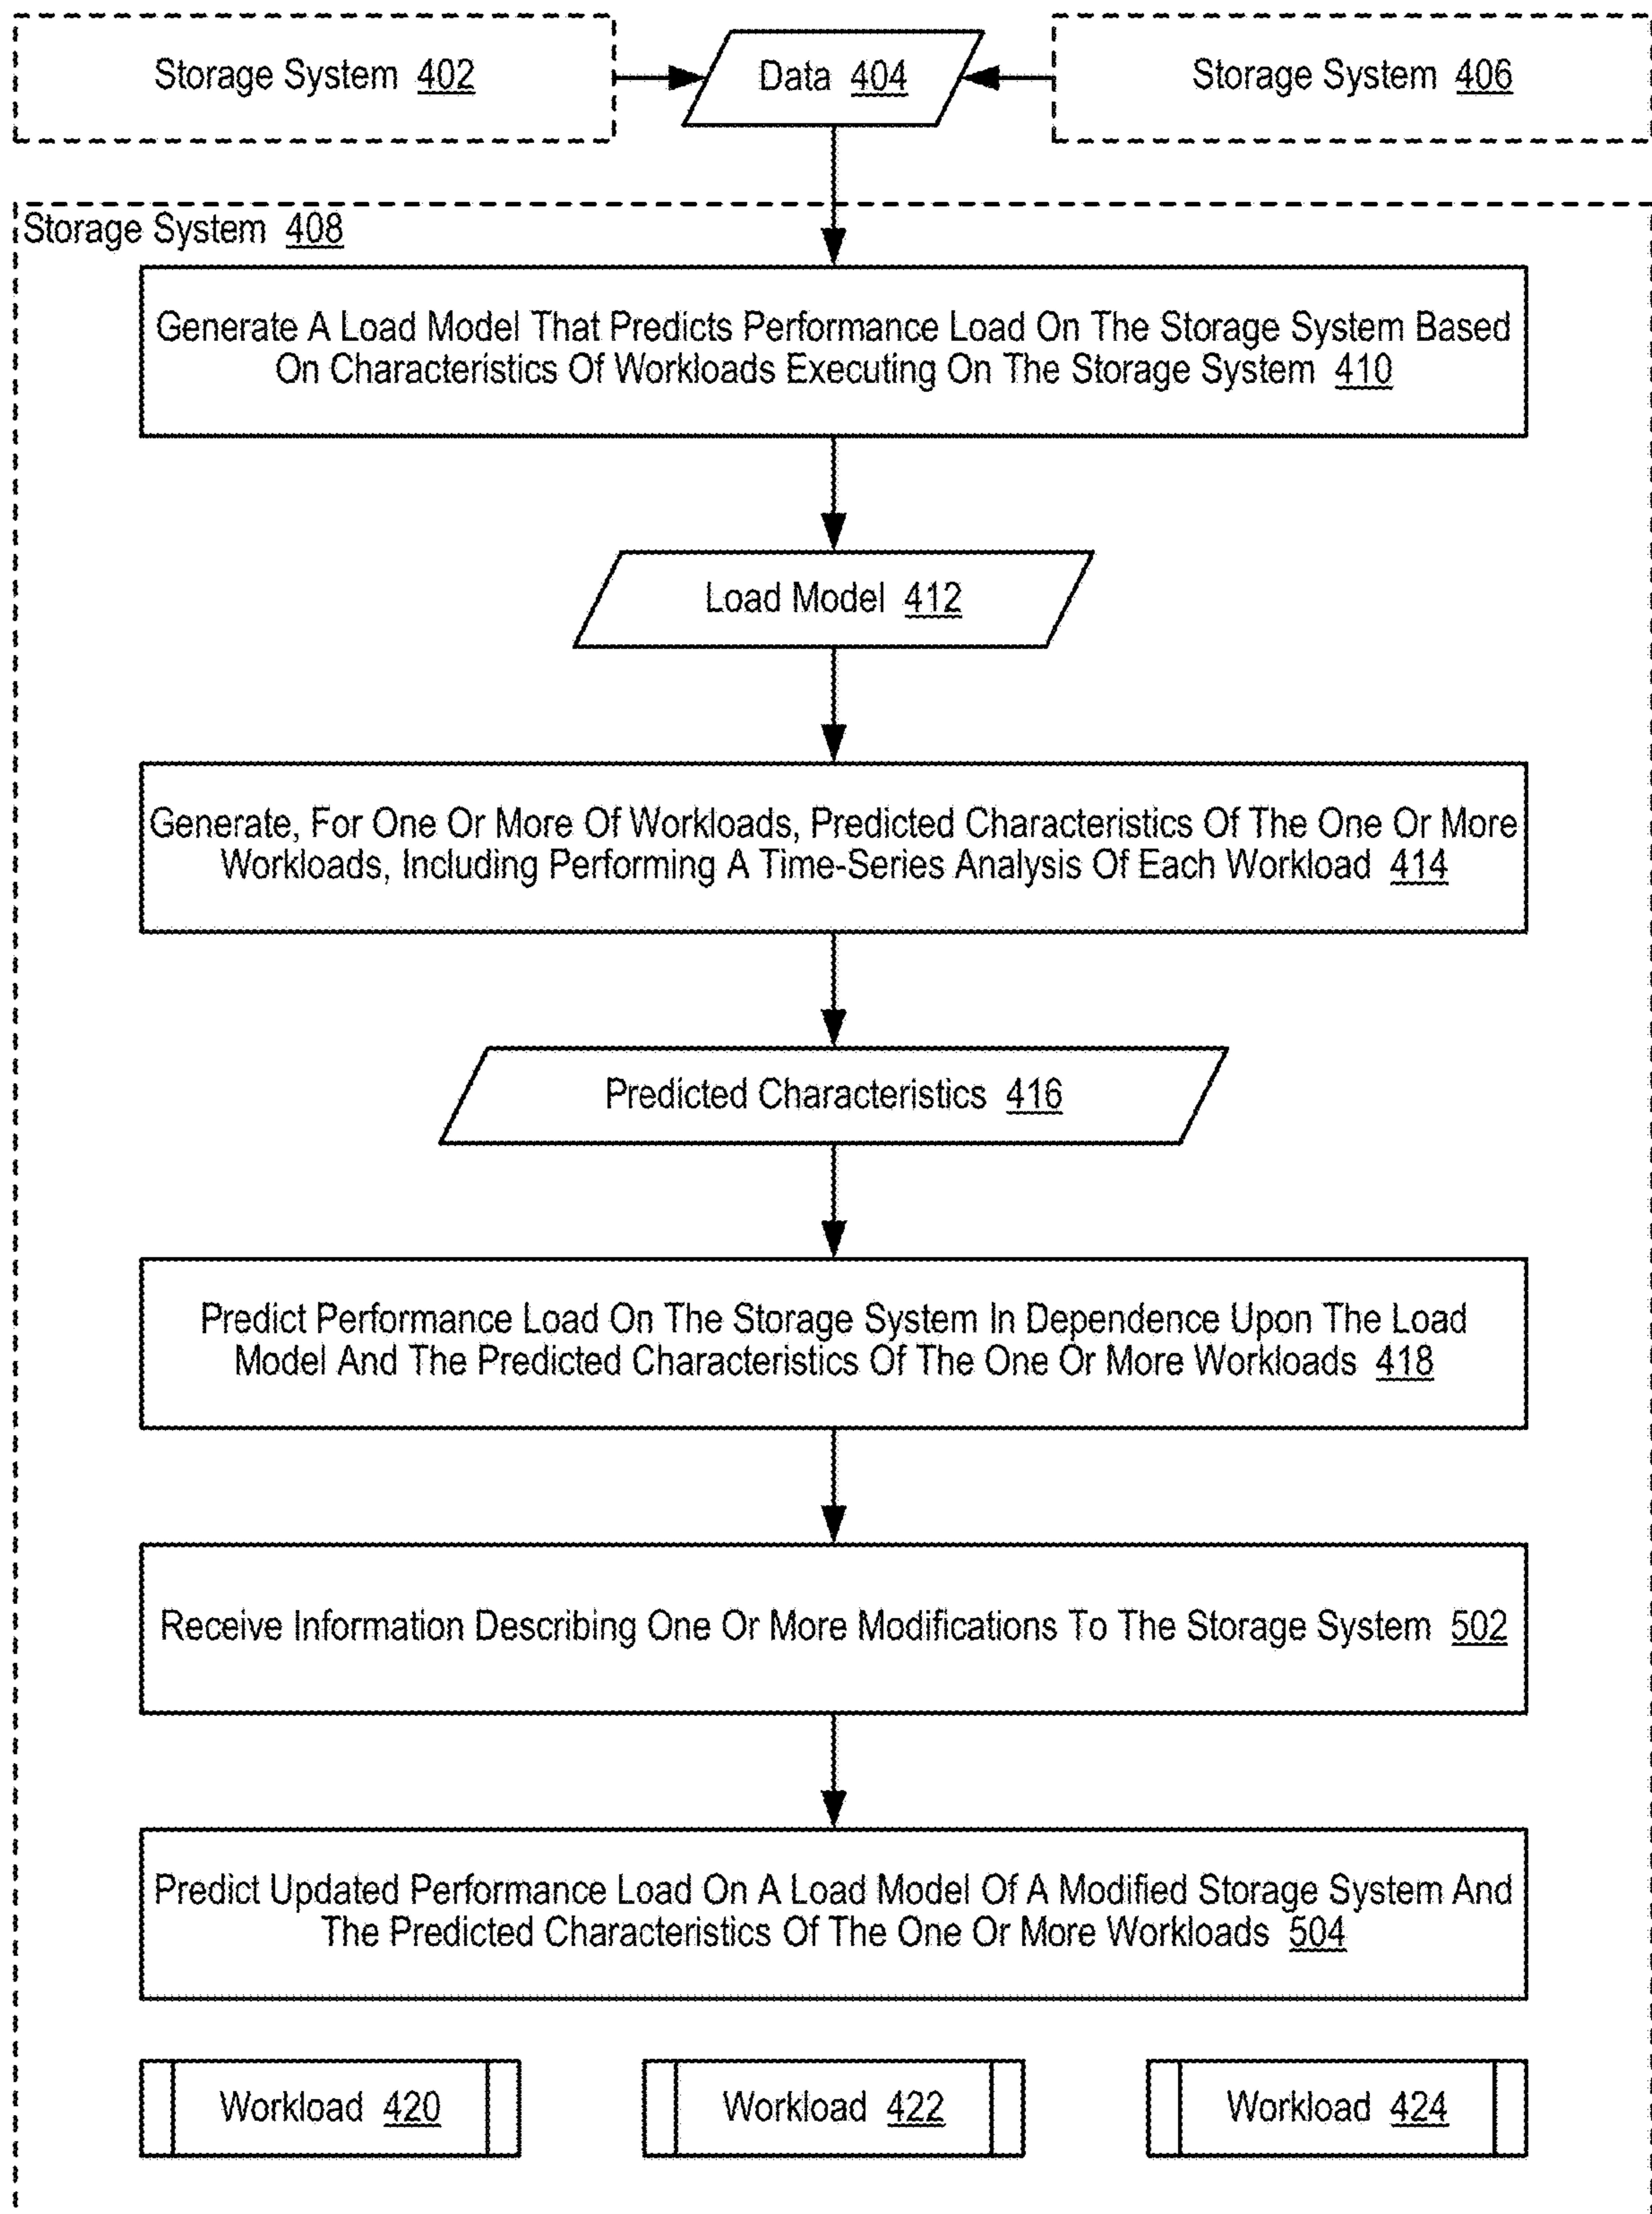 Storage System 402
Data 404
Storage System 406
Storage System 408
Generate A Load Model That Predicts Performance Load On The Storage System Based
On Characteristics Of Workloads Executing On The Storage System 410
Load Model 412
Generate, For One Or More Of Workloads, Predicted Characteristics Of The One Or More
Workloads, Including Performing A Time-Series Analysis Of Each Workload 414
Predicted Characteristics 416
Predict Performance Load On The Storage System In Dependence Upon The Load
Model And The Predicted Characteristics Of The One Or More Workloads 418
Receive Information Describing One Or More Modifications To The Storage System 502
Predict Updated Performance Load On A Load Model Of A Modified Storage System And
The Predicted Characteristics Of The One Or More Workloads 504
Workload 420
Workload 422
Workload 424